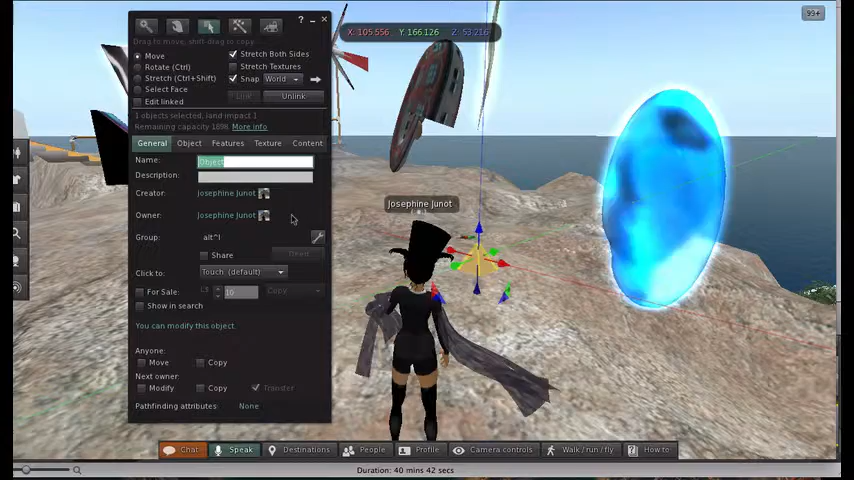 ? _ ×
99+
X: 105.556 Y: 166.126 Z: 53.216
Drag to move, shift-drag to copy
Move
Rotate (Ctrl)
Stretch (Ctrl+Shift)
Select Face
Edit linked
Stretch Both Sides
Stretch Textures
Snap World
Link Unlink
1 objects selected, land impact 1
Remaining capacity 1898. More info
General Object Features Texture Content
Name: Object
Description:
Creator: Josephine Junot
Owner: Josephine Junot
Group: alt^I
Share Deed
Click to: Touch (default)
For Sale: L$ 10 Copy
Show in search
You can modify this object.
Anyone:
Move Copy
Next owner:
Modify Copy Transfer
Pathfinding attributes: None
Josephine Junot
Chat Speak Destinations People Profile Camera controls Walk / run / fly How to
Duration: 40 mins 42 secs